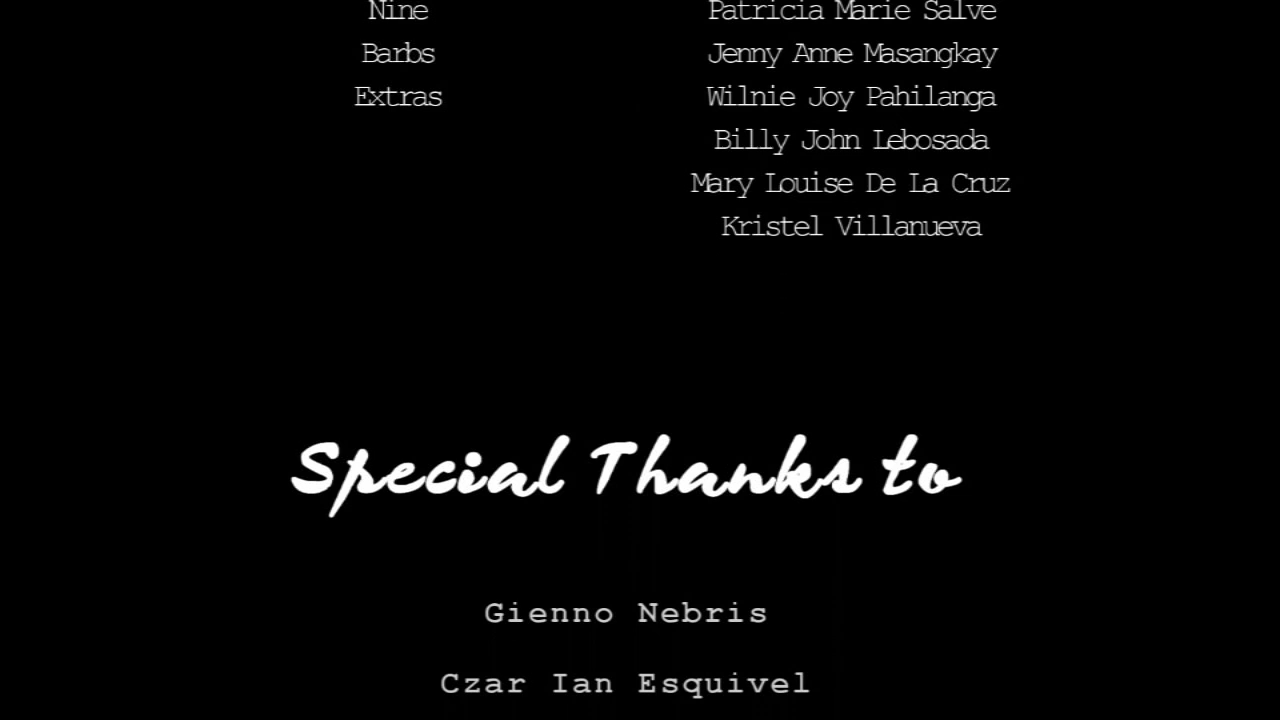 Nine Patricia Marie Salve
Barbs Jenny Anne Masangkay
Extras Wilnie Joy Pahilanga
Billy John Lebosada
Mary Louise De La Cruz
Kristel Villanueva
Special Thanks to
Gienno Nebris
Czar Ian Esquivel